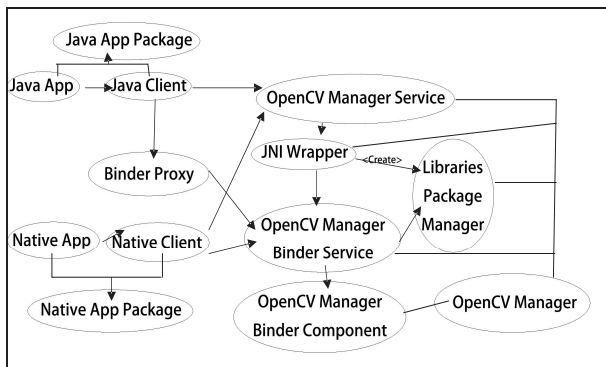 Java App Package
Java App
Java Client
OpenCV Manager Service
JNI Wrapper
<Create>
Libraries
Package
Manager
Binder Proxy
OpenCV Manager
Binder Service
Native App
Native Client
Native App Package
OpenCV Manager
Binder Component
OpenCV Manager